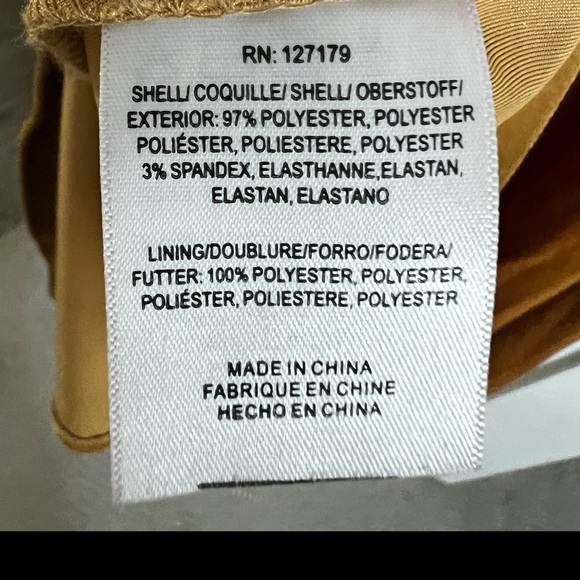 RN: 127179
SHELL/ COQUILLE/ SHELL/ OBERSTOFF/
EXTERIOR: 97% POLYESTER, POLYESTER
POLIÉSTER, POLIESTERE, POLYESTER
3% SPANDEX, ELASTHANNE,ELASTAN,
ELASTAN, ELASTANO
LINING/DOUBLURE/FORRO/FODERA/
FUTTER: 100% POLYESTER, POLYESTER,
POLIÉSTER, POLIESTERE, POLYESTER
MADE IN CHINA
FABRIQUE EN CHINE
HECHO EN CHINA